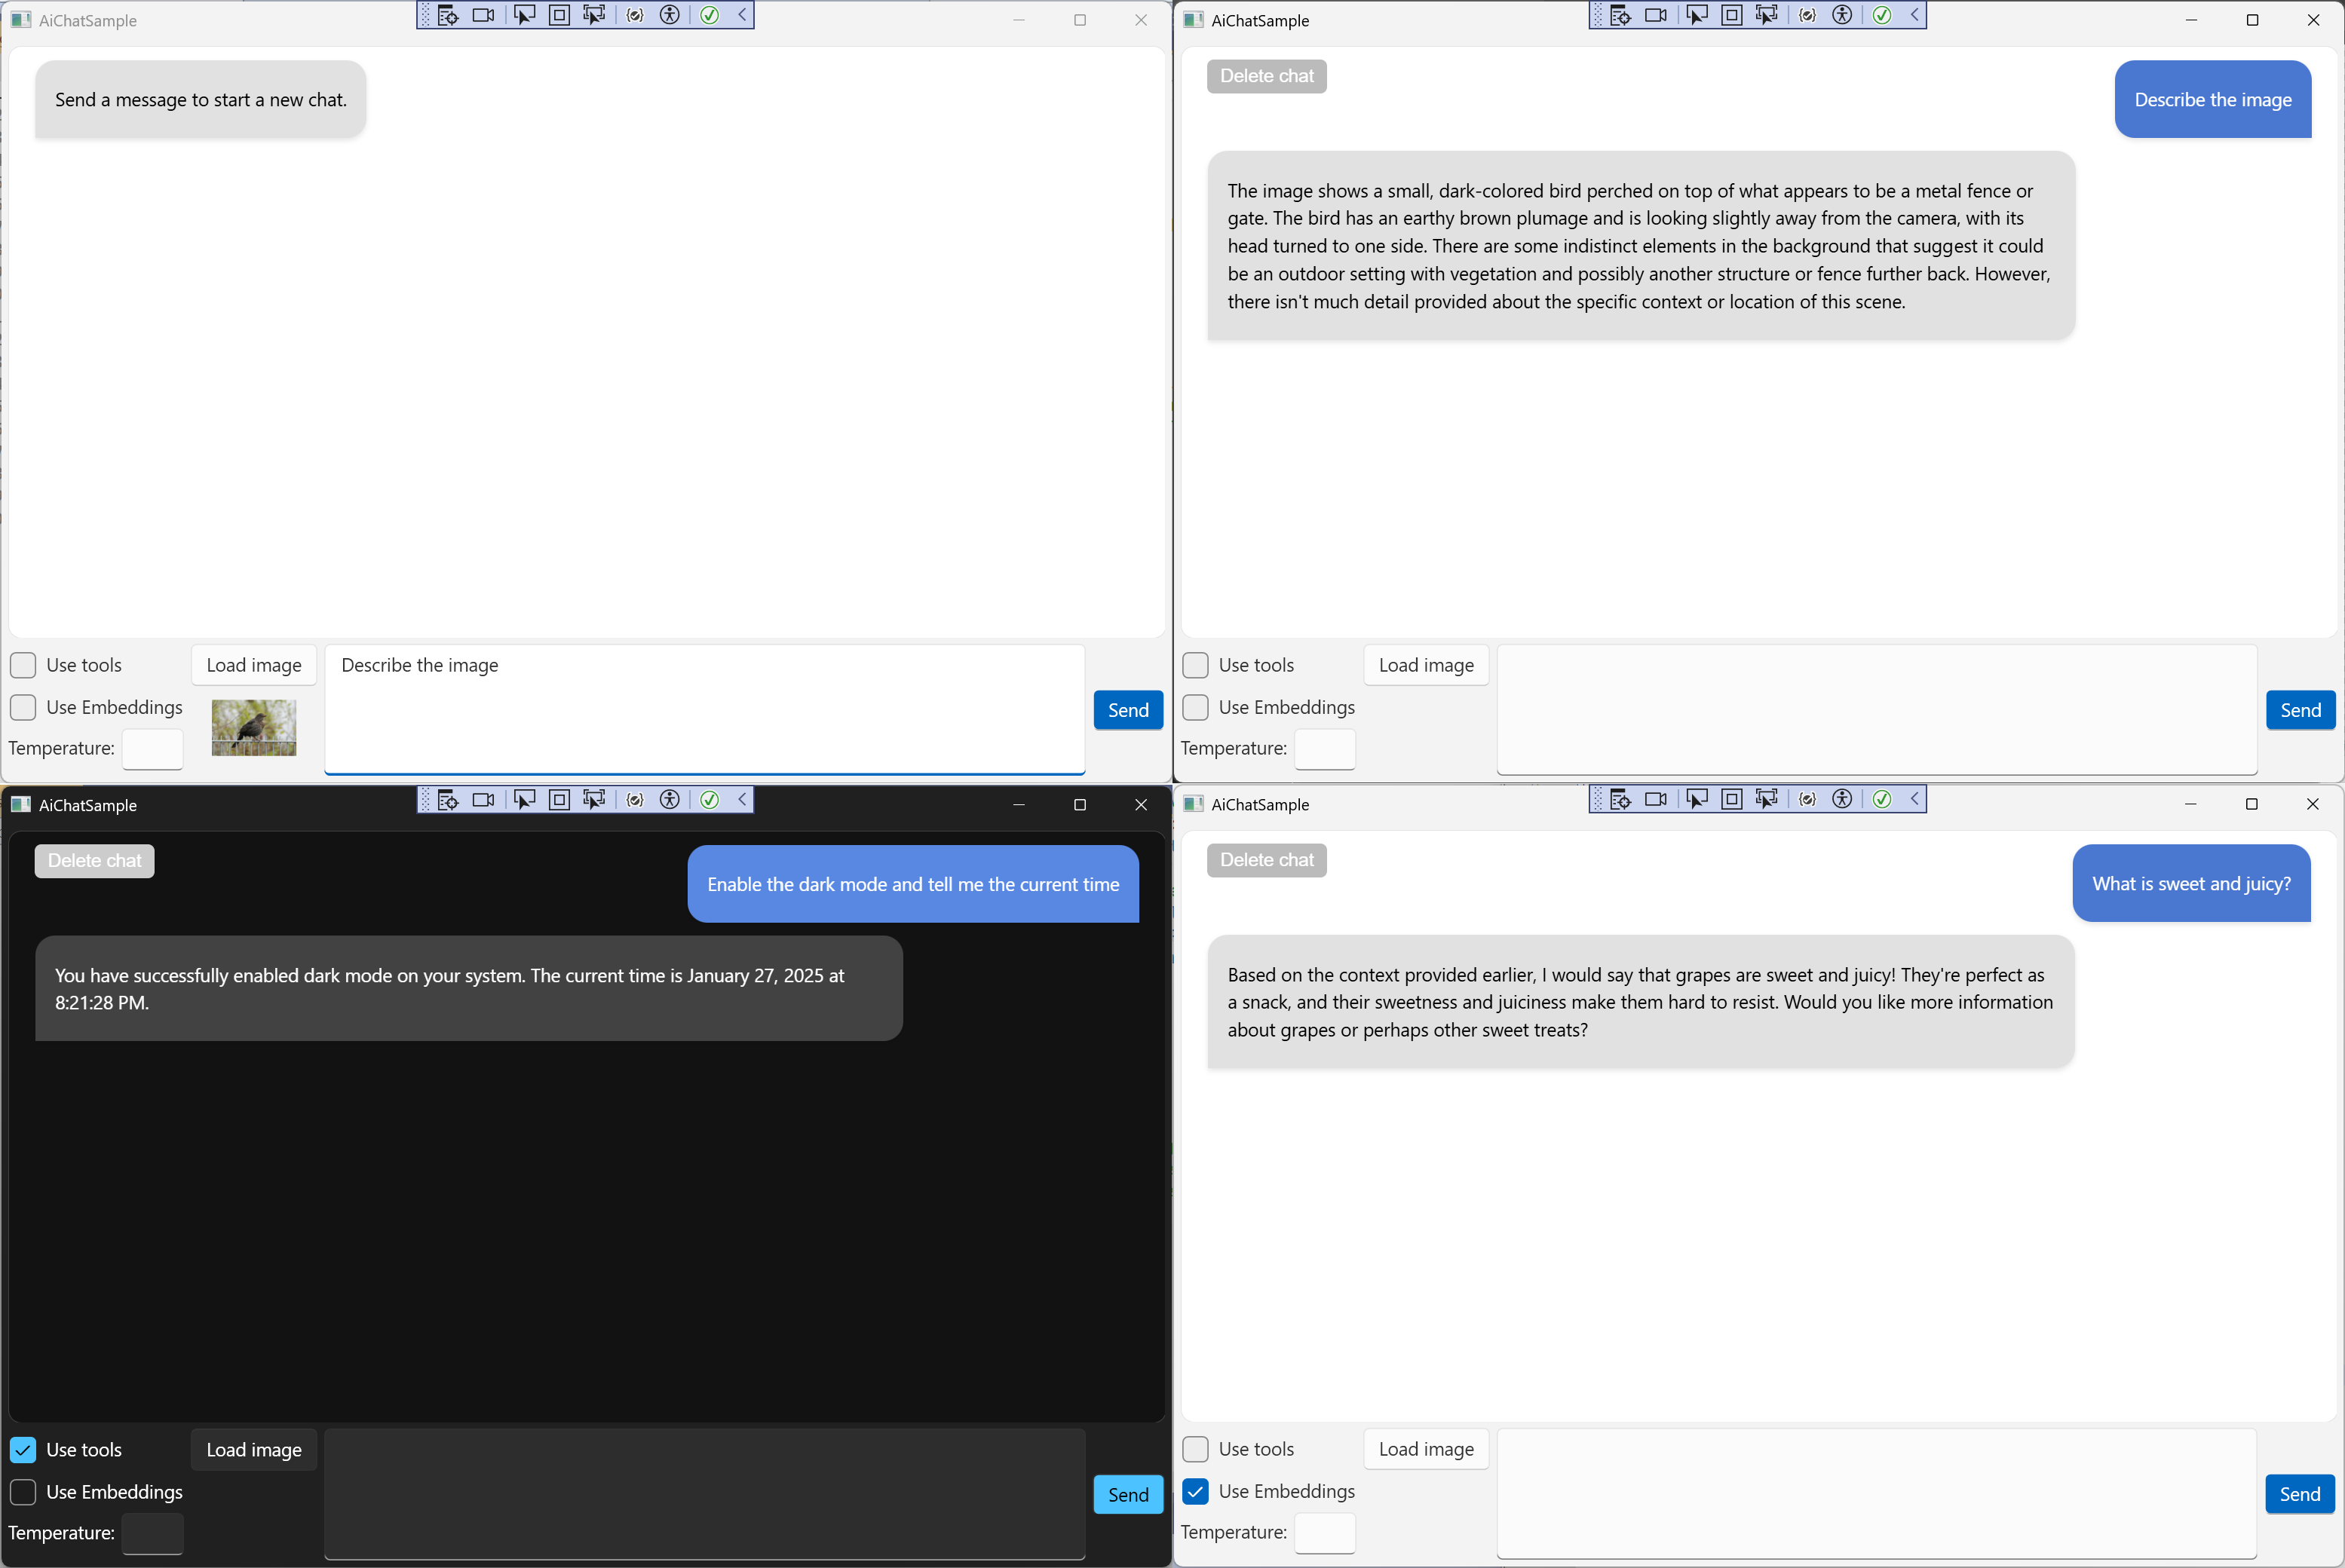 AiChatSample
Send a message to start a new chat.
Use tools
Load image
Describe the image
Use Embeddings
Send
Temperature:
AiChatSample
Delete chat
Describe the image
The image shows a small, dark-colored bird perched on top of what appears to be a metal fence or
gate. The bird has an earthy brown plumage and is looking slightly away from the camera, with its
head turned to one side. There are some indistinct elements in the background that suggest it could
be an outdoor setting with vegetation and possibly another structure or fence further back. However,
there isn't much detail provided about the specific context or location of this scene.
Use tools
Load image
Use Embeddings
Send
Temperature:
AiChatSample
Delete chat
Enable the dark mode and tell me the current time
You have successfully enabled dark mode on your system. The current time is January 27, 2025 at
8:21:28 PM.
Use tools
Load image
Use Embeddings
Send
Temperature:
AiChatSample
Delete chat
What is sweet and juicy?
Based on the context provided earlier, I would say that grapes are sweet and juicy! They're perfect as
a snack, and their sweetness and juiciness make them hard to resist. Would you like more information
about grapes or perhaps other sweet treats?
Use tools
Load image
Use Embeddings
Send
Temperature: